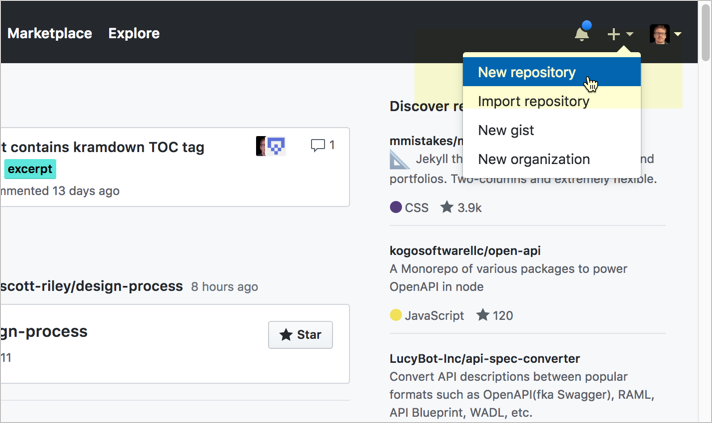 Marketplace Explore
New repository
Import repository
New gist
New organization
t contains kramdown TOC tag
1
excerpt
mmented 13 days ago
scott-riley/design-process 8 hours ago
gn-process
Star
11
Discover re
mmistakes/m
Jekyll th and
portfolios. Two-columns and extremely flexible.
CSS 3.9k
kogosoftwarellc/open-api
A Monorepo of various packages to power
OpenAPI in node
JavaScript 120
LucyBot-Inc/api-spec-converter
Convert API descriptions between popular
formats such as OpenAPI(fka Swagger), RAML,
API Blueprint, WADL, etc.